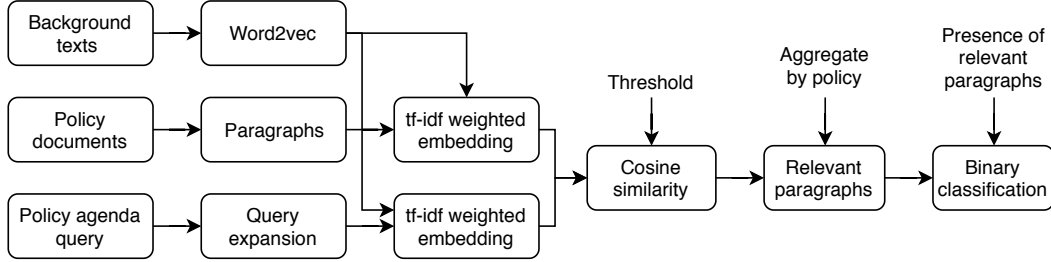 Background
texts
Word2vec
Policy
documents
Paragraphs
tf-idf weighted
embedding
Policy agenda
query
Query
expansion
tf-idf weighted
embedding
Threshold
Cosine
similarity
Aggregate
by policy
Relevant
paragraphs
Presence of
relevant
paragraphs
Binary
classification